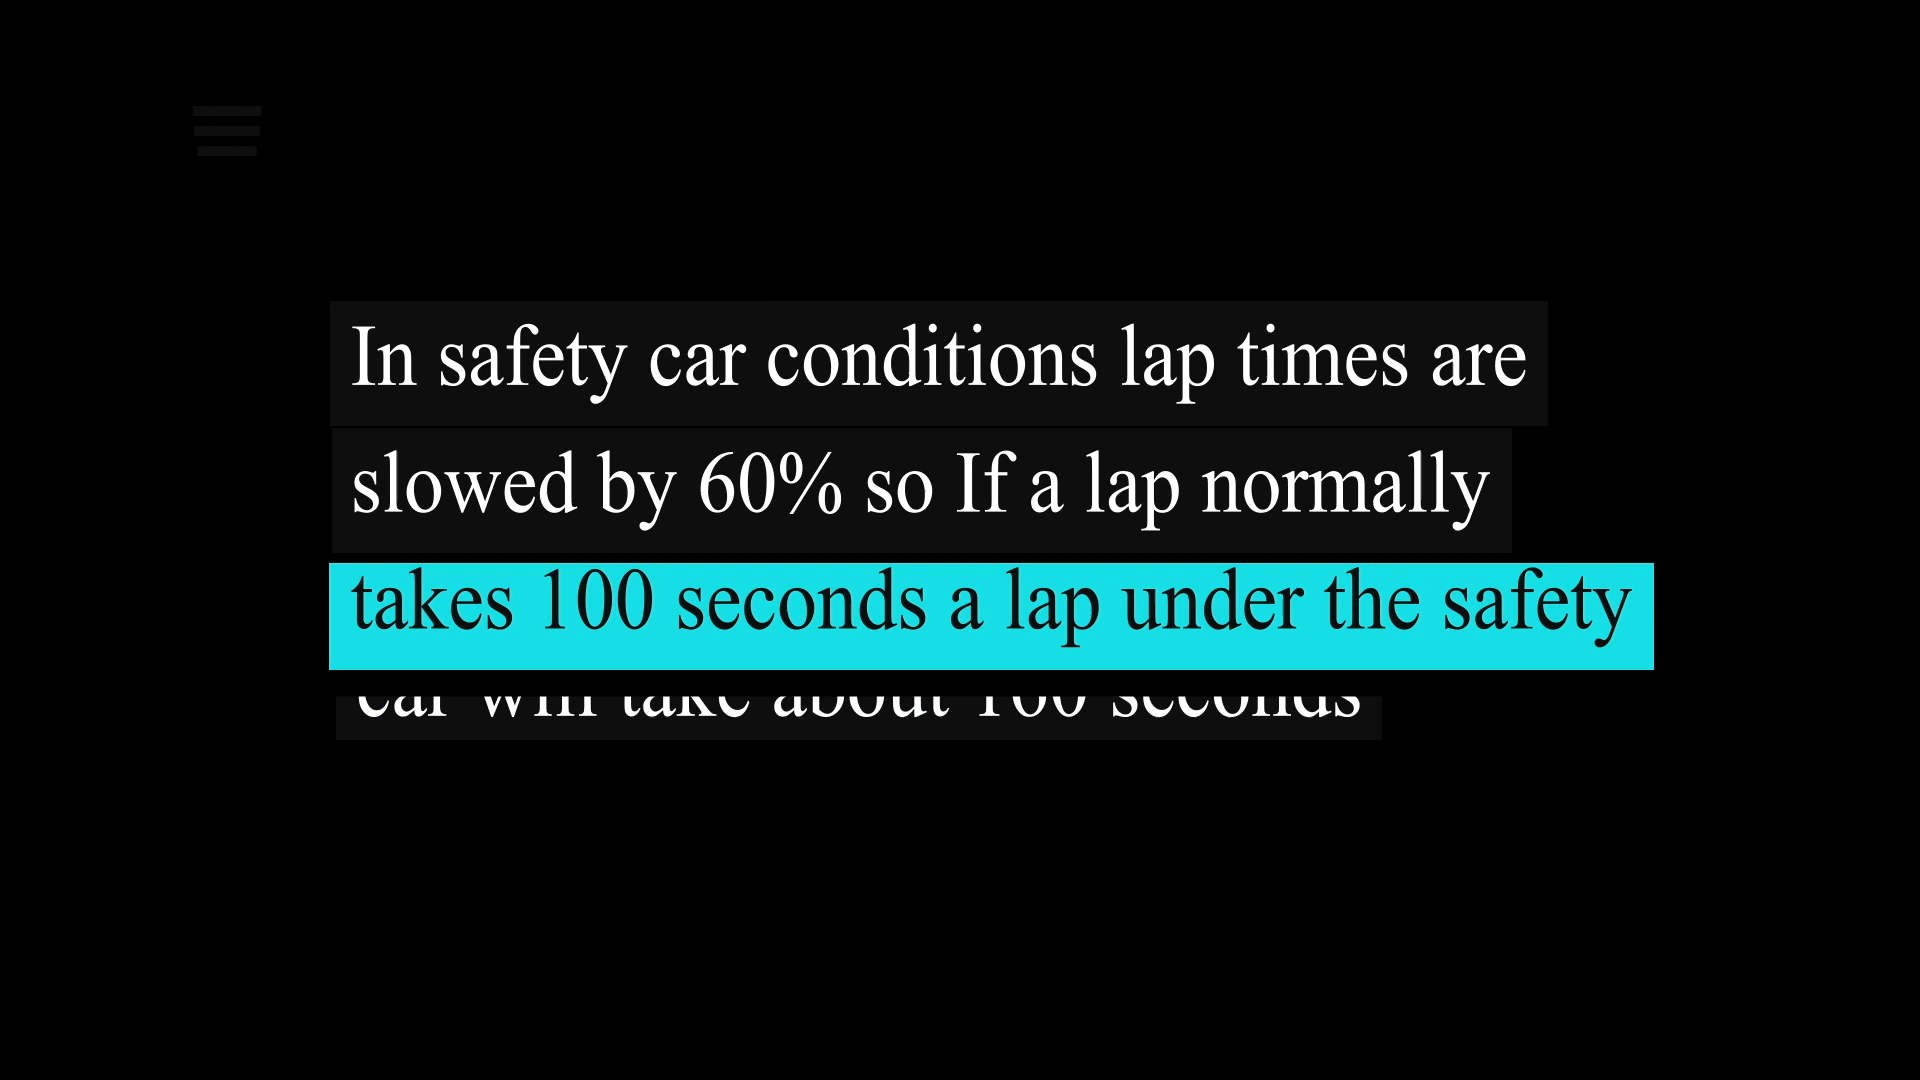 In safety car conditions lap times are
slowed by 60% so If a lap normally
takes 100 seconds a lap under the safety
car will take about seconds